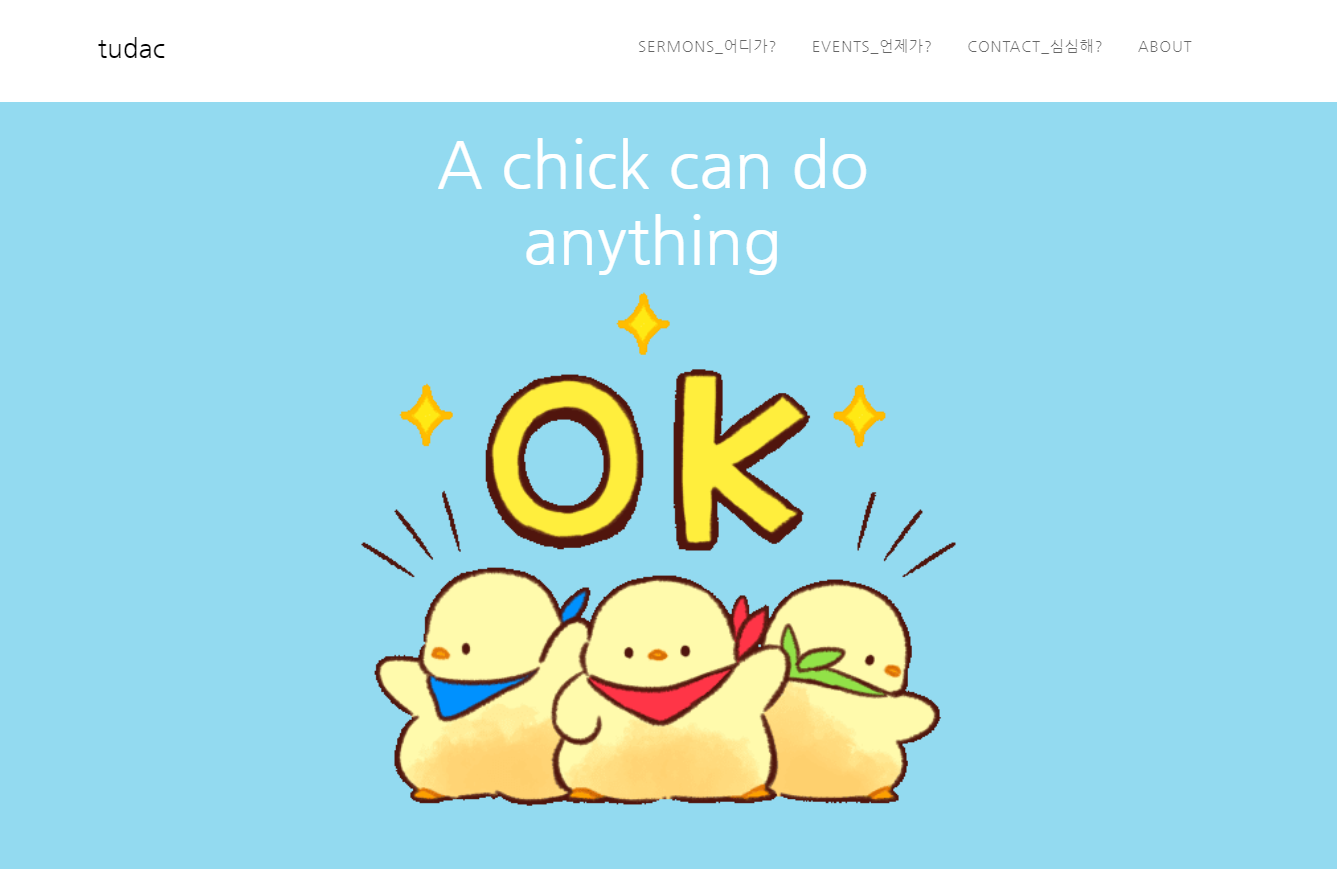 tudac
SERMONS_어디가? EVENTS_언제가? CONTACT_심심해? ABOUT
A chick can do
anything
OK